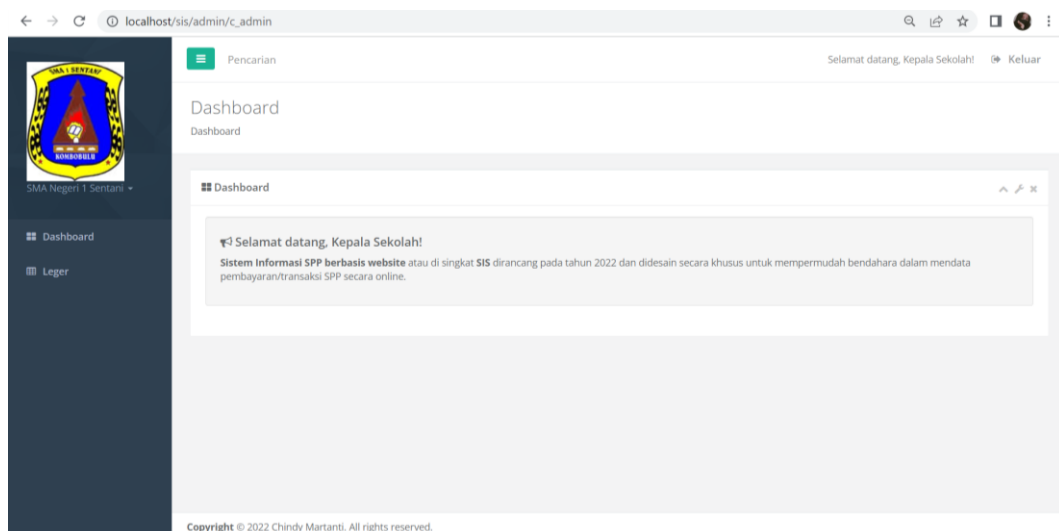 localhost/sis/admin/c_admin
SMA 1 SENTANI
KOMBOBULU
SMA Negeri 1 Sentani
Dashboard
Leger
Pencarian
Selamat datang, Kepala Sekolah!
Keluar
Dashboard
Dashboard
Dashboard
Selamat datang, Kepala Sekolah!
Sistem Informasi SPP berbasis website atau di singkat SIS dirancang pada tahun 2022 dan didesain secara khusus untuk mempermudah bendahara dalam mendata
pembayaran/transaksi SPP secara online.
Copyright © 2022 Chindy Martanti. All rights reserved.